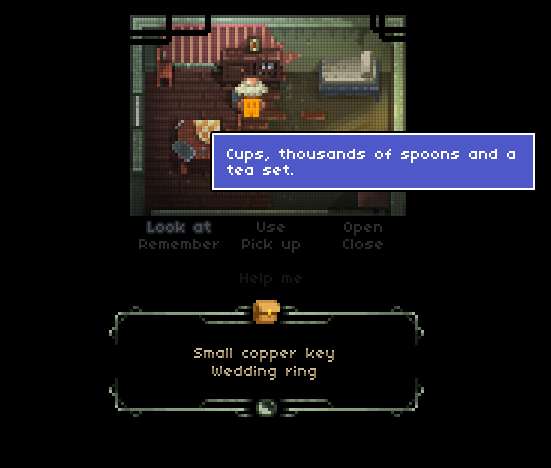 Cups, thousands of spoons and a
tea set.
Look at Use Open
Remember Pick up Close
Help me
Small copper key
Wedding ring